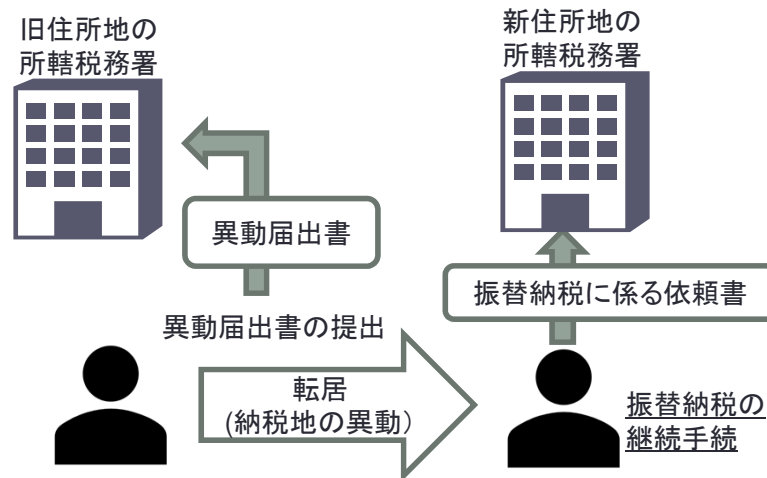 旧住所地の
所轄税務署
新住所地の
所轄税務署
異動届出書
振替納税に係る依頼書
異動届出書の提出
転居
(納税地の異動）
振替納税の
継続手続